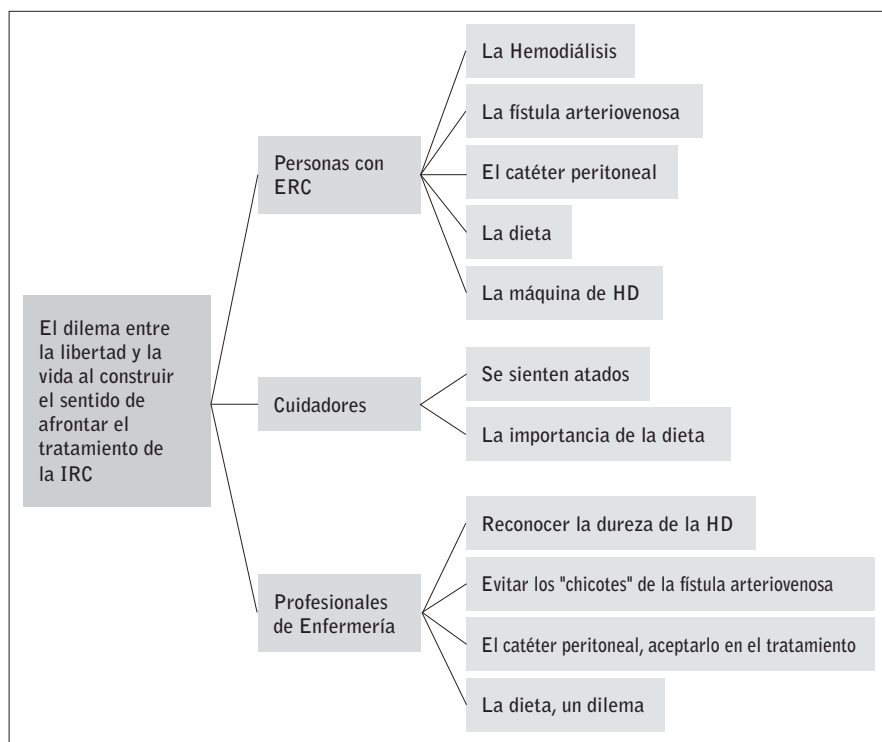 El dilema entre
la libertad y la
vida al construir
el sentido de
afrontar el
tratamiento de
la IRC
Personas con
ERC
La Hemodiálisis
La fístula arteriovenosa
El catéter peritoneal
La dieta
La máquina de HD
Cuidadores
Se sienten atados
La importancia de la dieta
Profesionales
de Enfermería
Reconocer la dureza de la HD
Evitar los "chicotes" de la fístula arteriovenosa
El catéter peritoneal, aceptarlo en el tratamiento
La dieta, un dilema